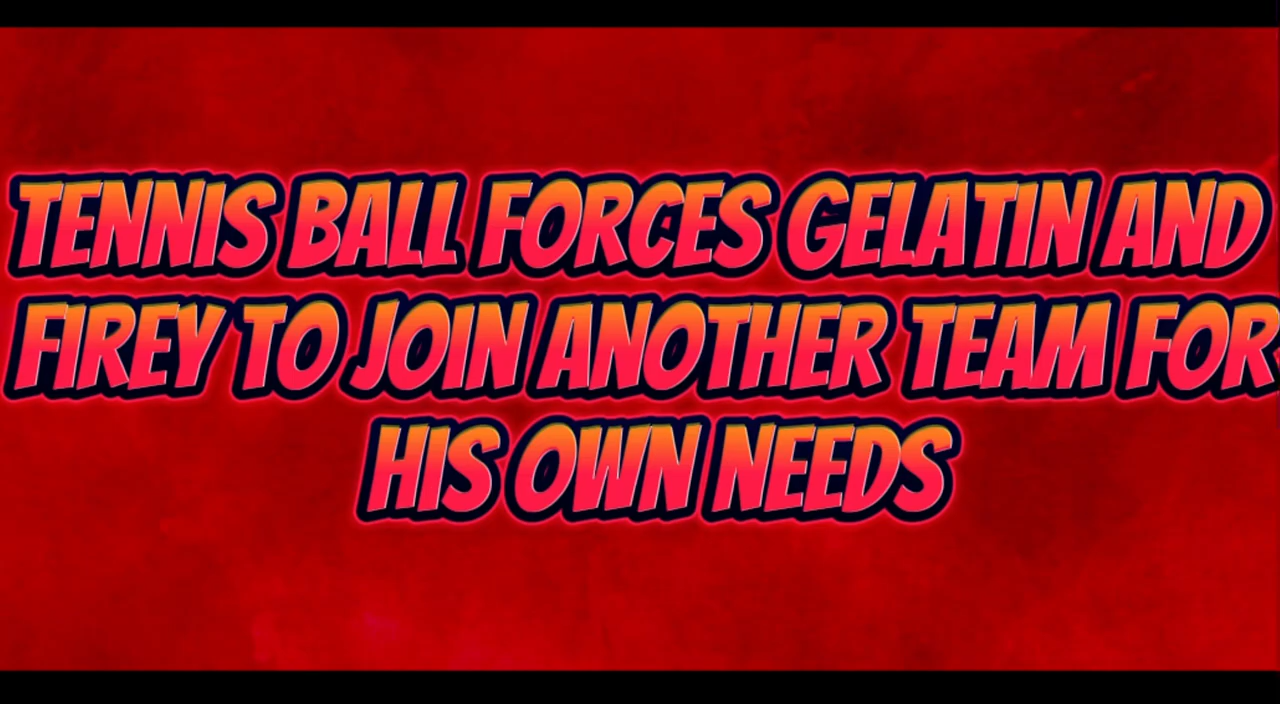 TENNIS BALL FORCES GELATIN AND
FIREY TO JOIN ANOTHER TEAM FOR
HIS OWN NEEDS